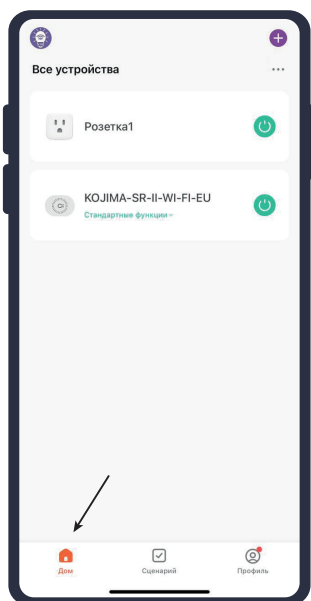 Все устройства
Розетка1
KOJIMA-SR-II-WI-FI-EU
Стандартные функции
Дом
Сценарий
Профиль